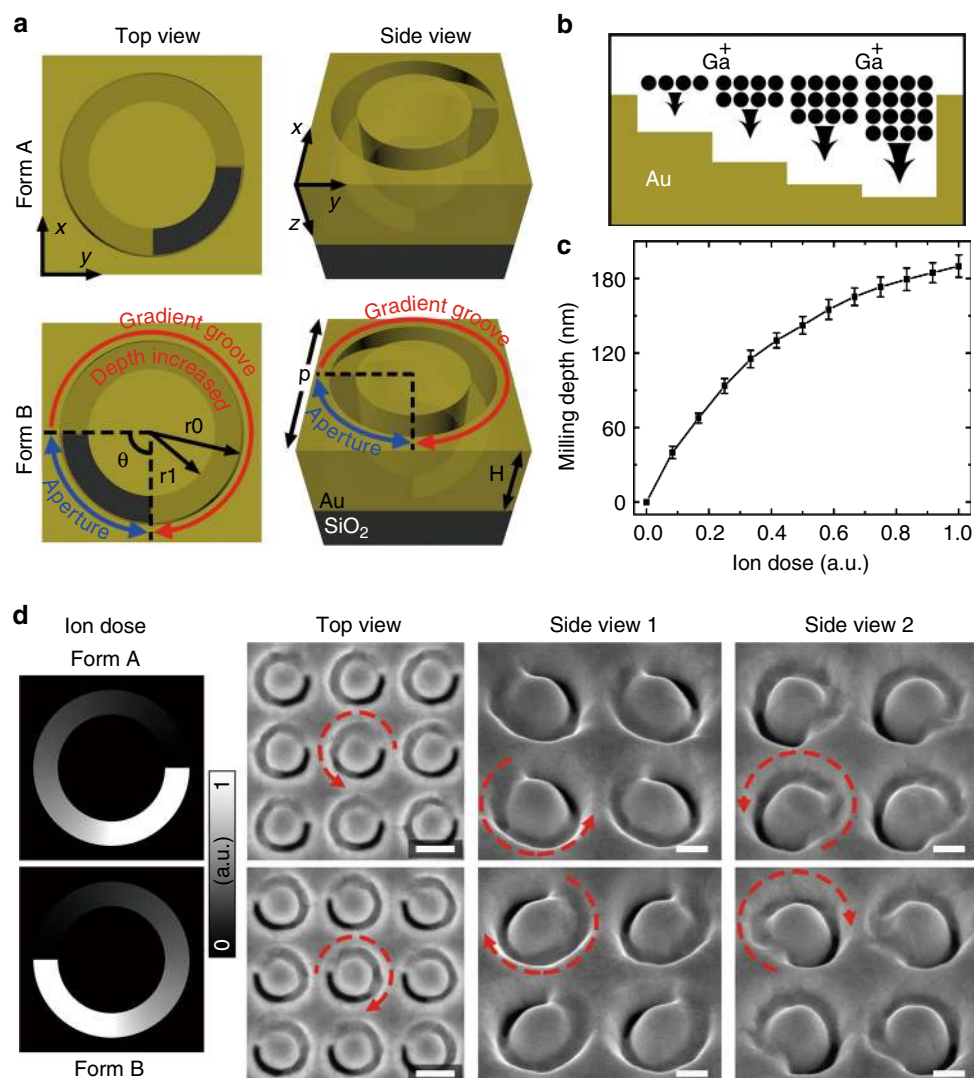 a
Top view
Side view
Form A
x
y
x
y
z
Form B
Gradient groove
Depth increased
r0
r1
θ
Aperture
Gradient groove
p
Aperture
H
Au
SiO2
b
Ga+
Ga+
Au
c
Milling depth (nm)
180
120
60
0
0.0 0.2 0.4 0.6 0.8 1.0
Ion dose (a.u.)
d
Ion dose
Form A
Top view
Side view 1
Side view 2
1
(a.u.)
0
Form B